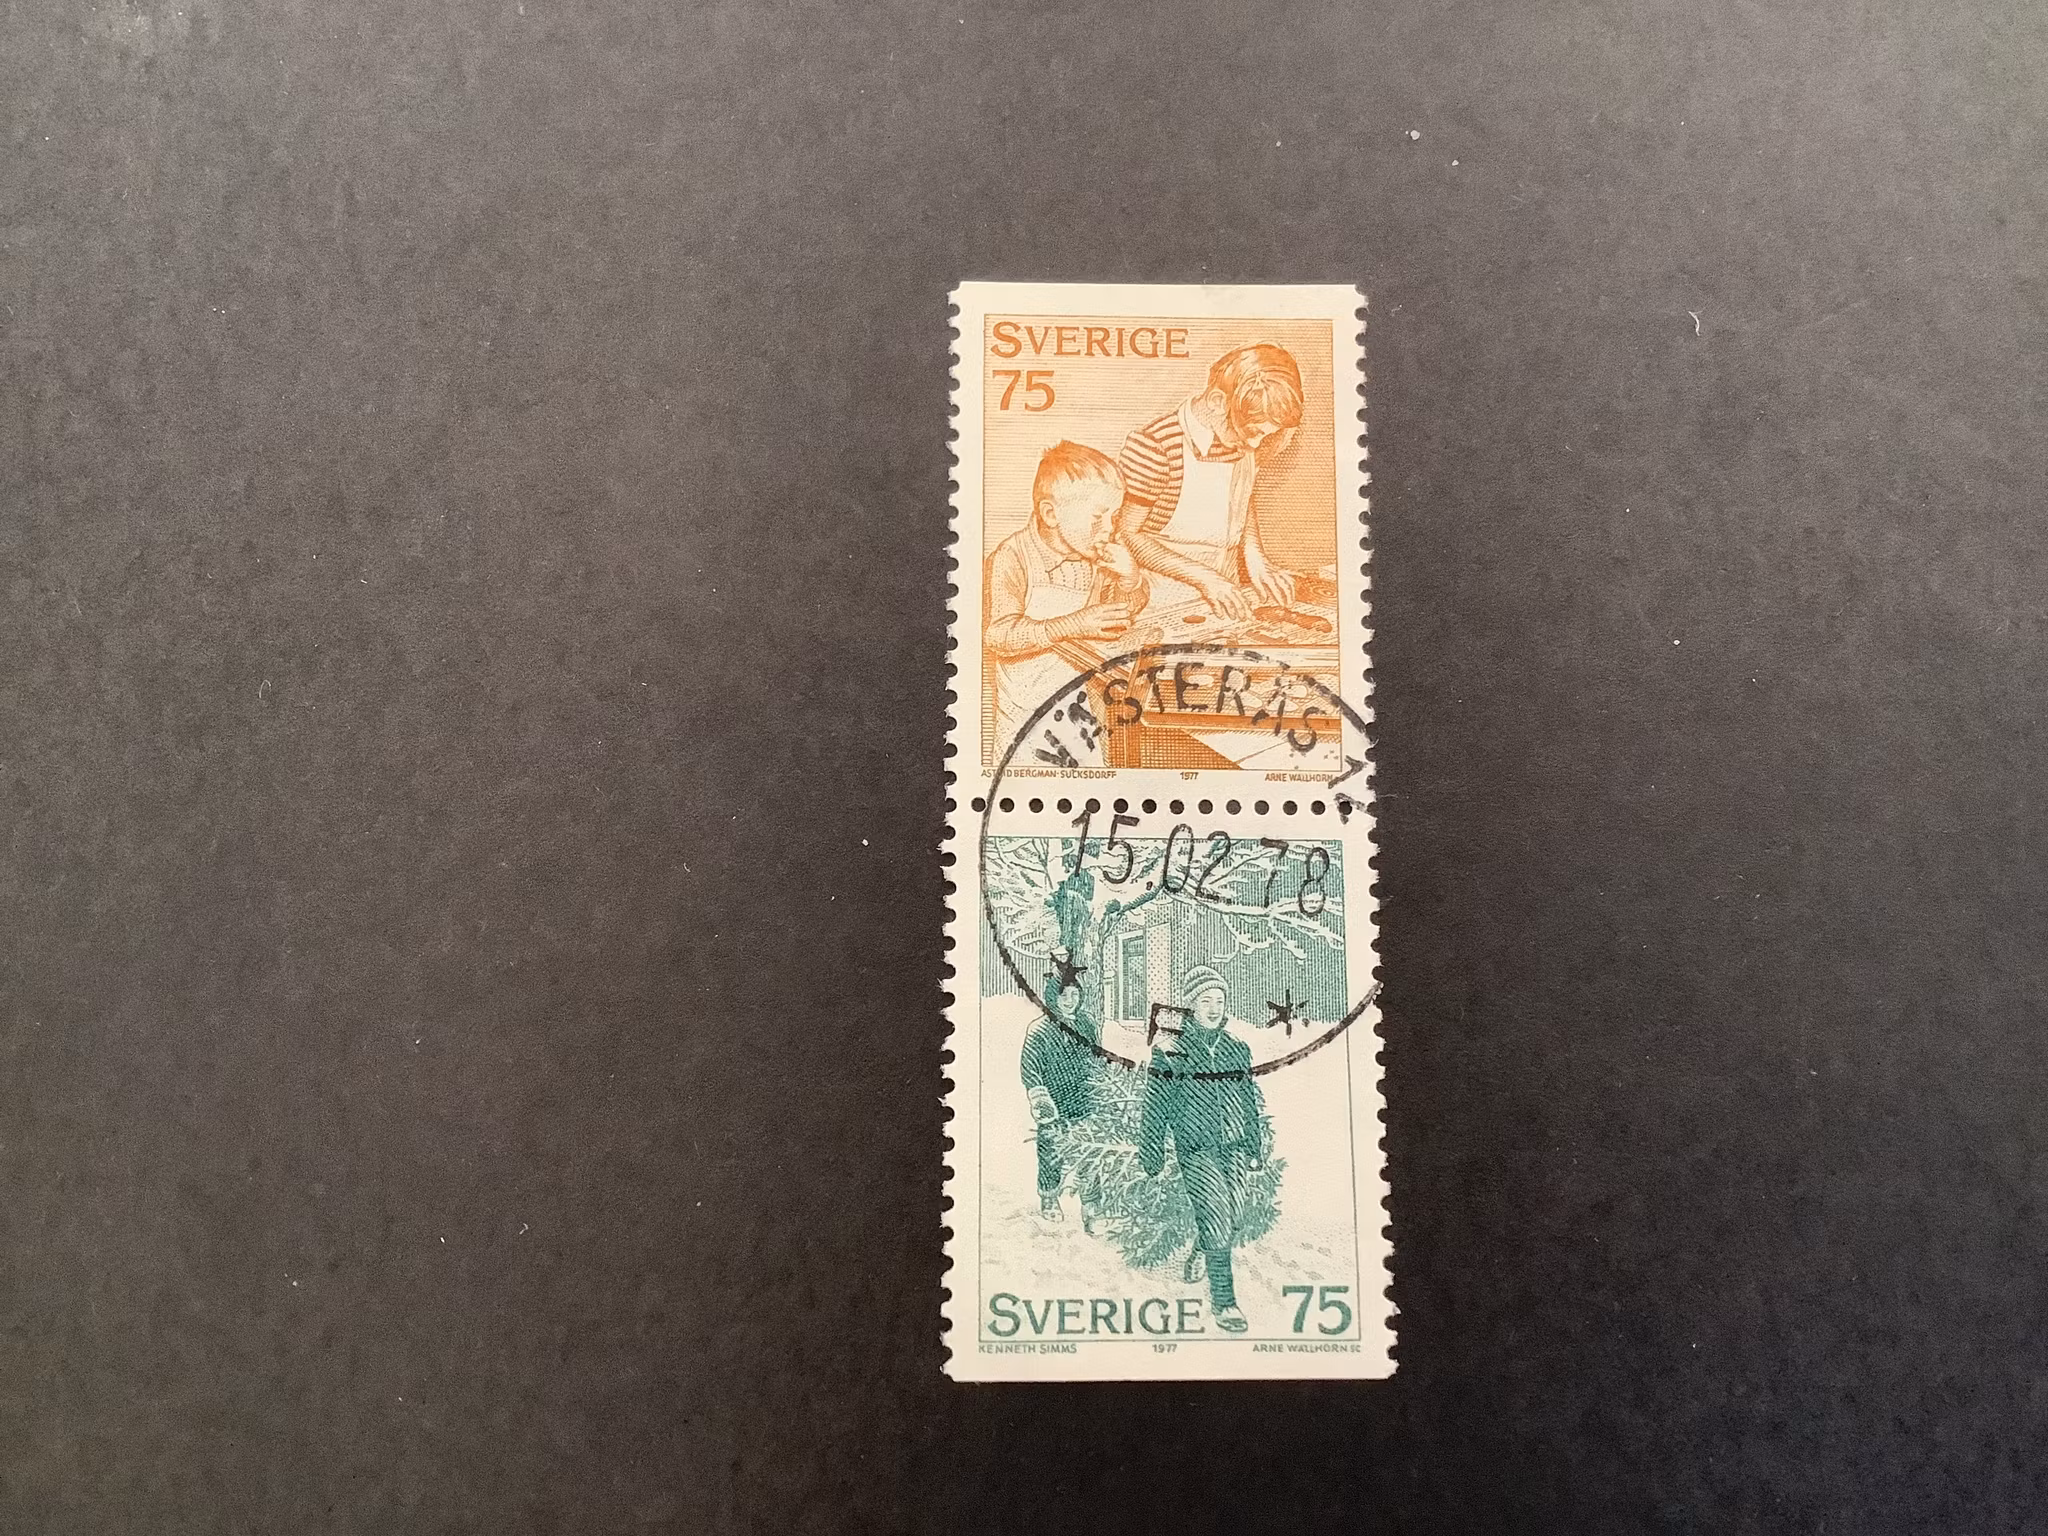 SVERIGE
75
ASTRID BERGMAN-SUCKSDORFF 1977 ARNE WALLHORN
VÄSTERÅS
15.02.78
* F *
SVERIGE 75
KENNETH SIMMS 1977 ARNE WALLHORN SC